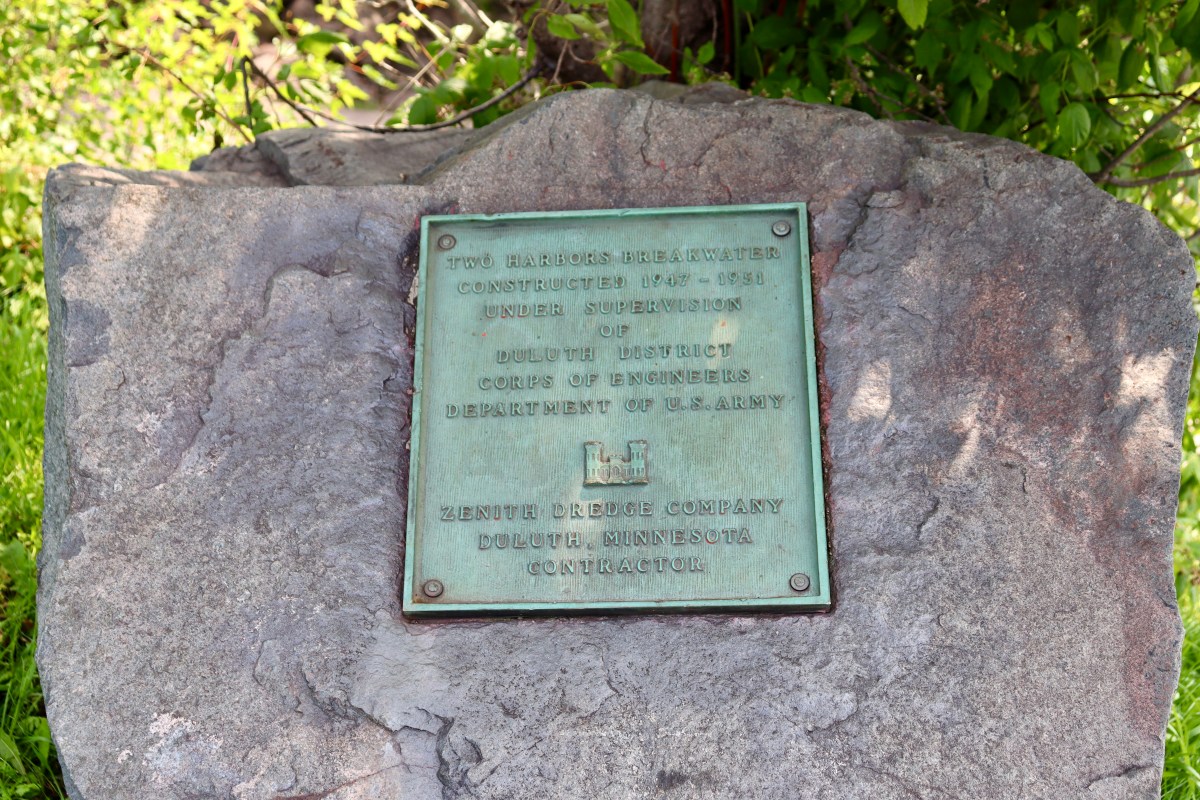 TWO HARBORS BREAKWATER
CONSTRUCTED 1947 - 1951
UNDER SUPERVISION
OF
DULUTH DISTRICT
CORPS OF ENGINEERS
DEPARTMENT OF U.S. ARMY
ZENITH DREDGE COMPANY
DULUTH, MINNESOTA
CONTRACTOR